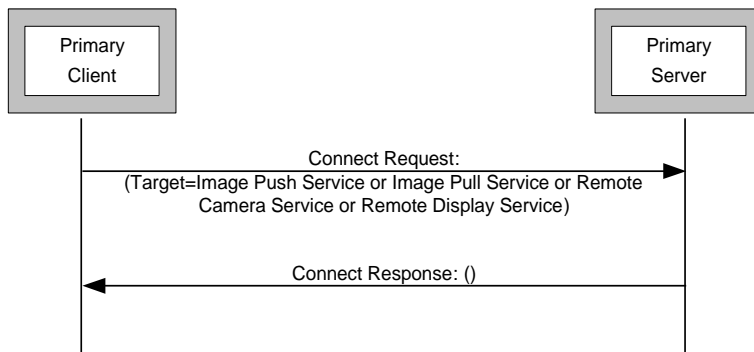 Primary
Client
Primary
Server
Connect Request:
(Target=Image Push Service or Image Pull Service or Remote
Camera Service or Remote Display Service)
Connect Response: ()